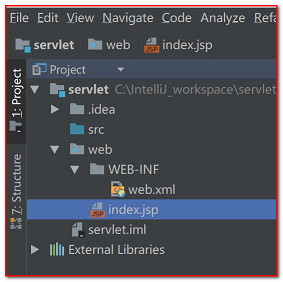 File Edit View Navigate Code Analyze Refa
servlet web index.jsp
Project
servlet C:\IntelliJ_workspace\servlet
.idea
src
web
WEB-INF
web.xml
index.jsp
servlet.iml
External Libraries
1: Project
7: Structure